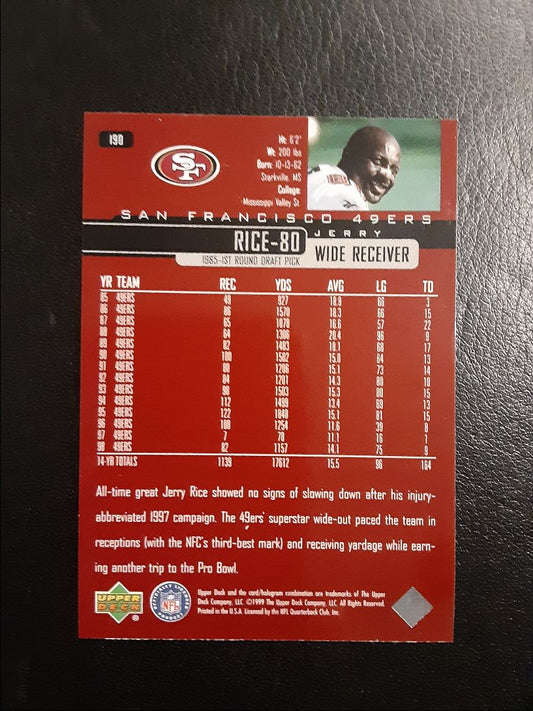 190
SF
Ht: 6'2"
Wt: 200 lbs
Born: 10-13-62
Starkville, MS
College:
Mississippi Valley St
SAN FRANCISCO 49ERS
JERRY
RICE-80
WIDE RECEIVER
1985-1ST ROUND DRAFT PICK
YR TEAM REC YDS AVG LG TD
85 49ERS 49 927 18.9 66 3
86 49ERS 86 1570 18.3 66 15
87 49ERS 65 1078 16.6 57 22
88 49ERS 64 1306 20.4 96 9
89 49ERS 82 1483 18.1 68 17
90 49ERS 100 1502 15.0 64 13
91 49ERS 80 1206 15.1 73 14
92 49ERS 84 1201 14.3 80 10
93 49ERS 98 1503 15.3 80 15
94 49ERS 112 1499 13.4 69 13
95 49ERS 122 1848 15.1 81 15
96 49ERS 108 1254 11.6 39 8
97 49ERS 7 78 11.1 16 1
98 49ERS 82 1157 14.1 75 9
14-YR TOTALS 1139 17612 15.5 96 164
All-time great Jerry Rice showed no signs of slowing down after his injury-
abbreviated 1997 campaign. The 49ers' superstar wide-out paced the team in
receptions (with the NFC's third-best mark) and receiving yardage while earn-
ing another trip to the Pro Bowl.
UPPER
DECK
®
NFL
Upper Deck and the card/hologram combination are trademarks of The Upper
Deck Company, LLC ©1999 The Upper Deck Company, LLC. All Rights Reserved.
Printed in the U.S.A. Licensed by the NFL Quarterback Club, Inc.